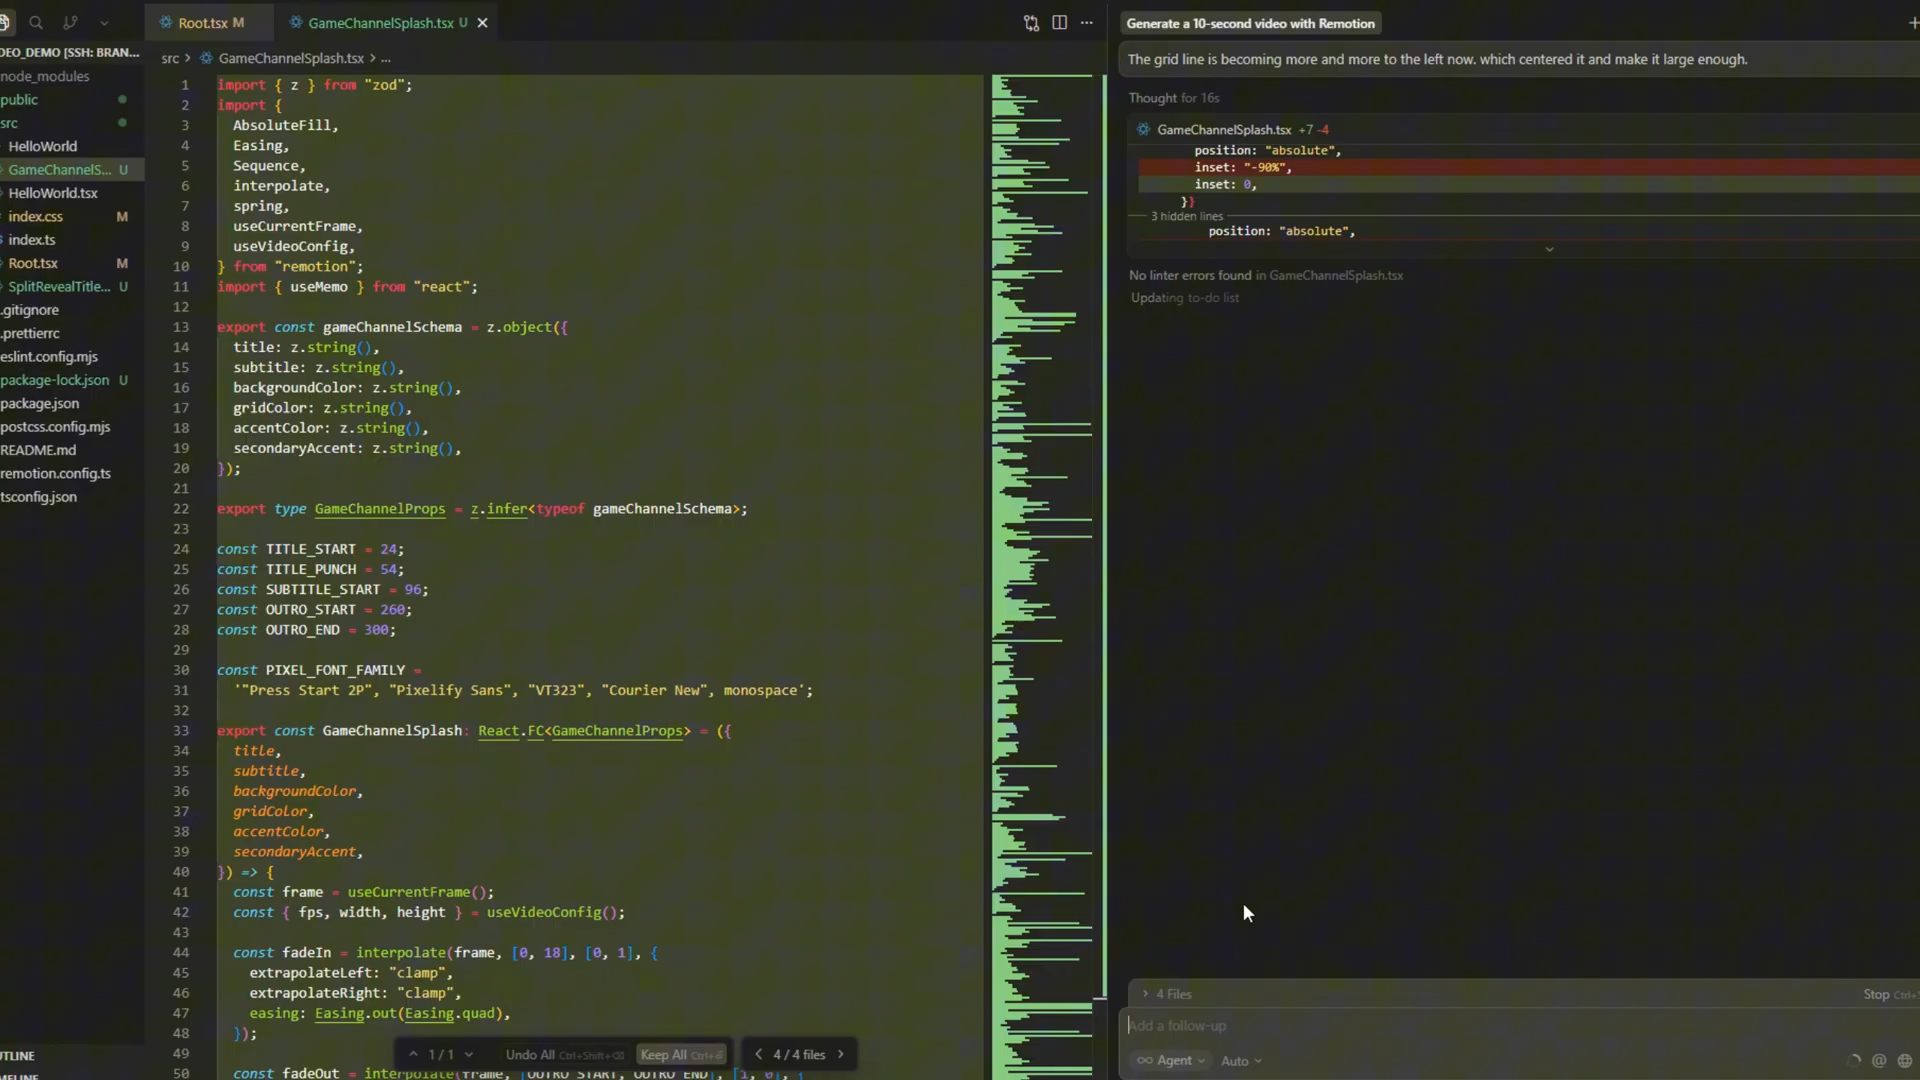 Root.tsx M
GameChannelSplash.tsx U
DEO_DEMO [SSH: BRAN...
node_modules
public
src
HelloWorld
GameChannelS... U
HelloWorld.tsx
index.css M
index.ts
Root.tsx M
SplitRevealTitle... U
.gitignore
.prettierrc
eslint.config.mjs
package-lock.json U
package.json
postcss.config.mjs
README.md
remotion.config.ts
tsconfig.json
UTLINE
src > GameChannelSplash.tsx > ...
1 import { z } from "zod";
2 import {
3 AbsoluteFill,
4 Easing,
5 Sequence,
6 interpolate,
7 spring,
8 useCurrentFrame,
9 useVideoConfig,
10 } from "remotion";
11 import { useMemo } from "react";
12
13 export const gameChannelSchema = z.object({
14 title: z.string(),
15 subtitle: z.string(),
16 backgroundColor: z.string(),
17 gridColor: z.string(),
18 accentColor: z.string(),
19 secondaryAccent: z.string(),
20 });
21
22 export type GameChannelProps = z.infer<typeof gameChannelSchema>;
23
24 const TITLE_START = 24;
25 const TITLE_PUNCH = 54;
26 const SUBTITLE_START = 96;
27 const OUTRO_START = 260;
28 const OUTRO_END = 300;
29
30 const PIXEL_FONT_FAMILY =
31 '"Press Start 2P", "Pixelify Sans", "VT323", "Courier New", monospace';
32
33 export const GameChannelSplash: React.FC<GameChannelProps> = ({
34 title,
35 subtitle,
36 backgroundColor,
37 gridColor,
38 accentColor,
39 secondaryAccent,
40 }) => {
41 const frame = useCurrentFrame();
42 const { fps, width, height } = useVideoConfig();
43
44 const fadeIn = interpolate(frame, [0, 18], [0, 1], {
45 extrapolateLeft: "clamp",
46 extrapolateRight: "clamp",
47 easing: Easing.out(Easing.quad),
48 });
49
50 const fadeOut = interpolate(frame, [OUTRO_START, OUTRO_END], [1, 0], {
1 / 1 Undo All Ctrl+Shift+⌫ Keep All Ctrl+⏎ 4 / 4 files
Generate a 10-second video with Remotion
The grid line is becoming more and more to the left now. which centered it and make it large enough.
Thought for 16s
GameChannelSplash.tsx +7 -4
position: "absolute",
inset: "-90%",
inset: 0,
}}
3 hidden lines
position: "absolute",
No linter errors found in GameChannelSplash.tsx
Updating to-do list
4 Files
Stop
Add a follow-up
Agent Auto